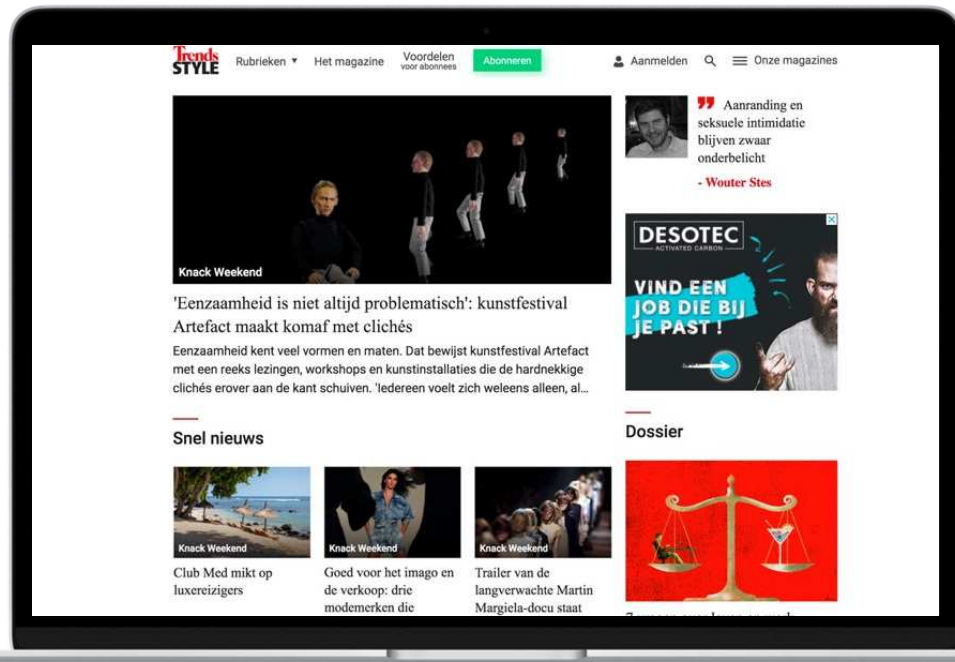 Trends
STYLE
Rubrieken ▼
Het magazine
Voordelen
voor abonnees
Abonneren
Aanmelden
Onze magazines
Knack Weekend
'Eenzaamheid is niet altijd problematisch': kunstfestival
Artefact maakt komaf met clichés
Eenzaamheid kent veel vormen en maten. Dat bewijst kunstfestival Artefact
met een reeks lezingen, workshops en kunstinstallaties die de hardnekkige
clichés erover aan de kant schuiven. 'Iedereen voelt zich weleens alleen, al...
Aanranding en
seksuele intimidatie
blijven zwaar
onderbelicht
- Wouter Stes
DESOTEC
ACTIVATED CARBON
VIND EEN
JOB DIE BIJ
JE PAST !
Snel nieuws
Knack Weekend
Club Med mikt op
luxereizigers
Knack Weekend
Goed voor het imago en
de verkoop: drie
modemerken die
Knack Weekend
Trailer van de
langverwachte Martin
Margiela-docu staat
Dossier